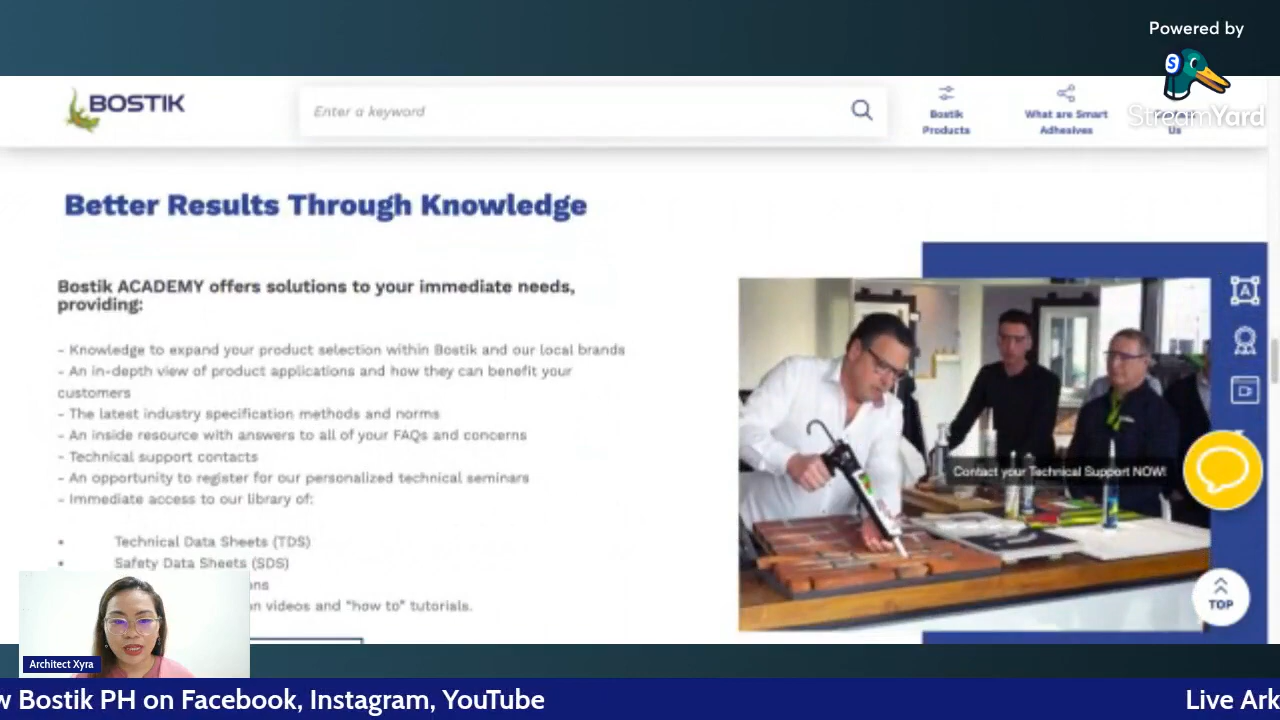 Powered by
StreamYard
BOSTIK
Enter a keyword
Bostik
Products
What are Smart
Adhesives
Us
Better Results Through Knowledge
Bostik ACADEMY offers solutions to your immediate needs,
providing:
- Knowledge to expand your product selection within Bostik and our local brands
- An in-depth view of product applications and how they can benefit your
customers
- The latest industry specification methods and norms
- An inside resource with answers to all of your FAQs and concerns
- Technical support contacts
- An opportunity to register for our personalized technical seminars
- Immediate access to our library of:
• Technical Data Sheets (TDS)
• Safety Data Sheets (SDS)
videos and "how to" tutorials.
Contact your Technical Support NOW!
TOP
Architect Xyra
Bostik PH on Facebook, Instagram, YouTube
Live Ark